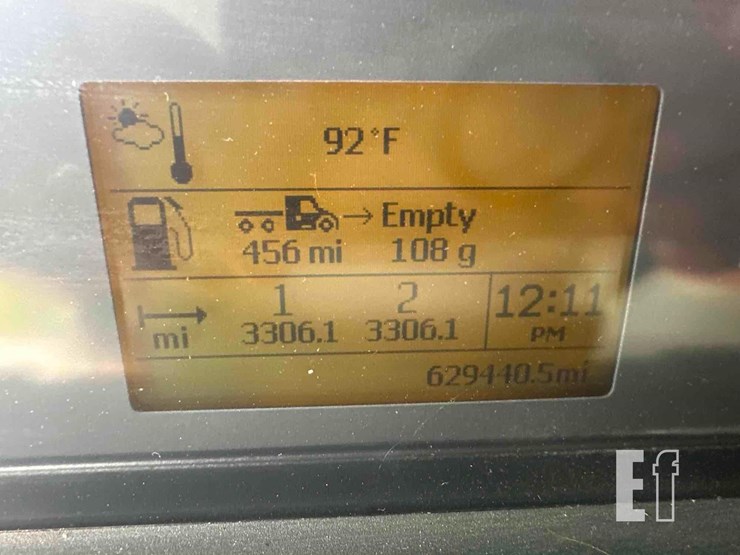 92°F
→ Empty
456 mi 108 g
1 2 12:11
mi 3306.1 3306.1 PM
629440.5mi
Ef